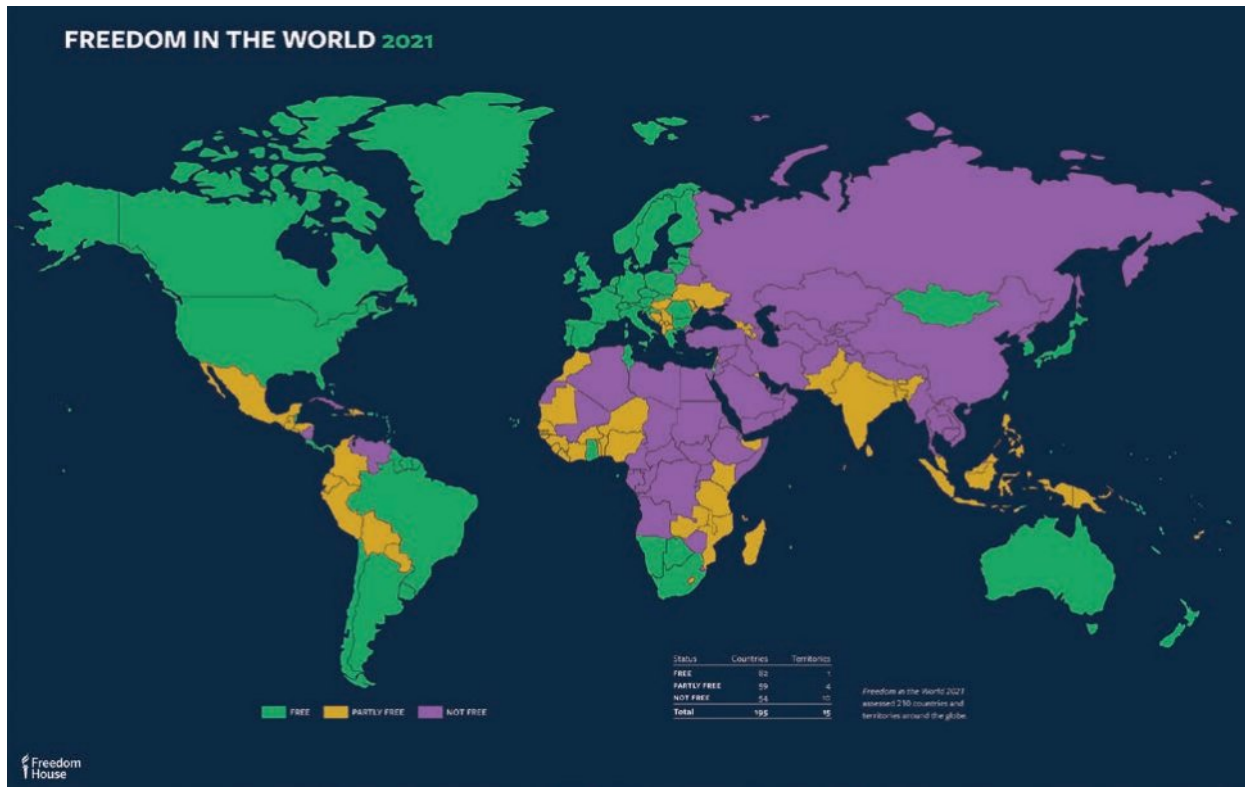 FREEDOM IN THE WORLD 2021
Status Countries Territories
FREE 82 1
PARTLY FREE 59 4
NOT FREE 54 10
Total 195 15
Freedom in the World 2021
assessed 210 countries and
territories around the globe.
FREE PARTLY FREE NOT FREE
Freedom
House